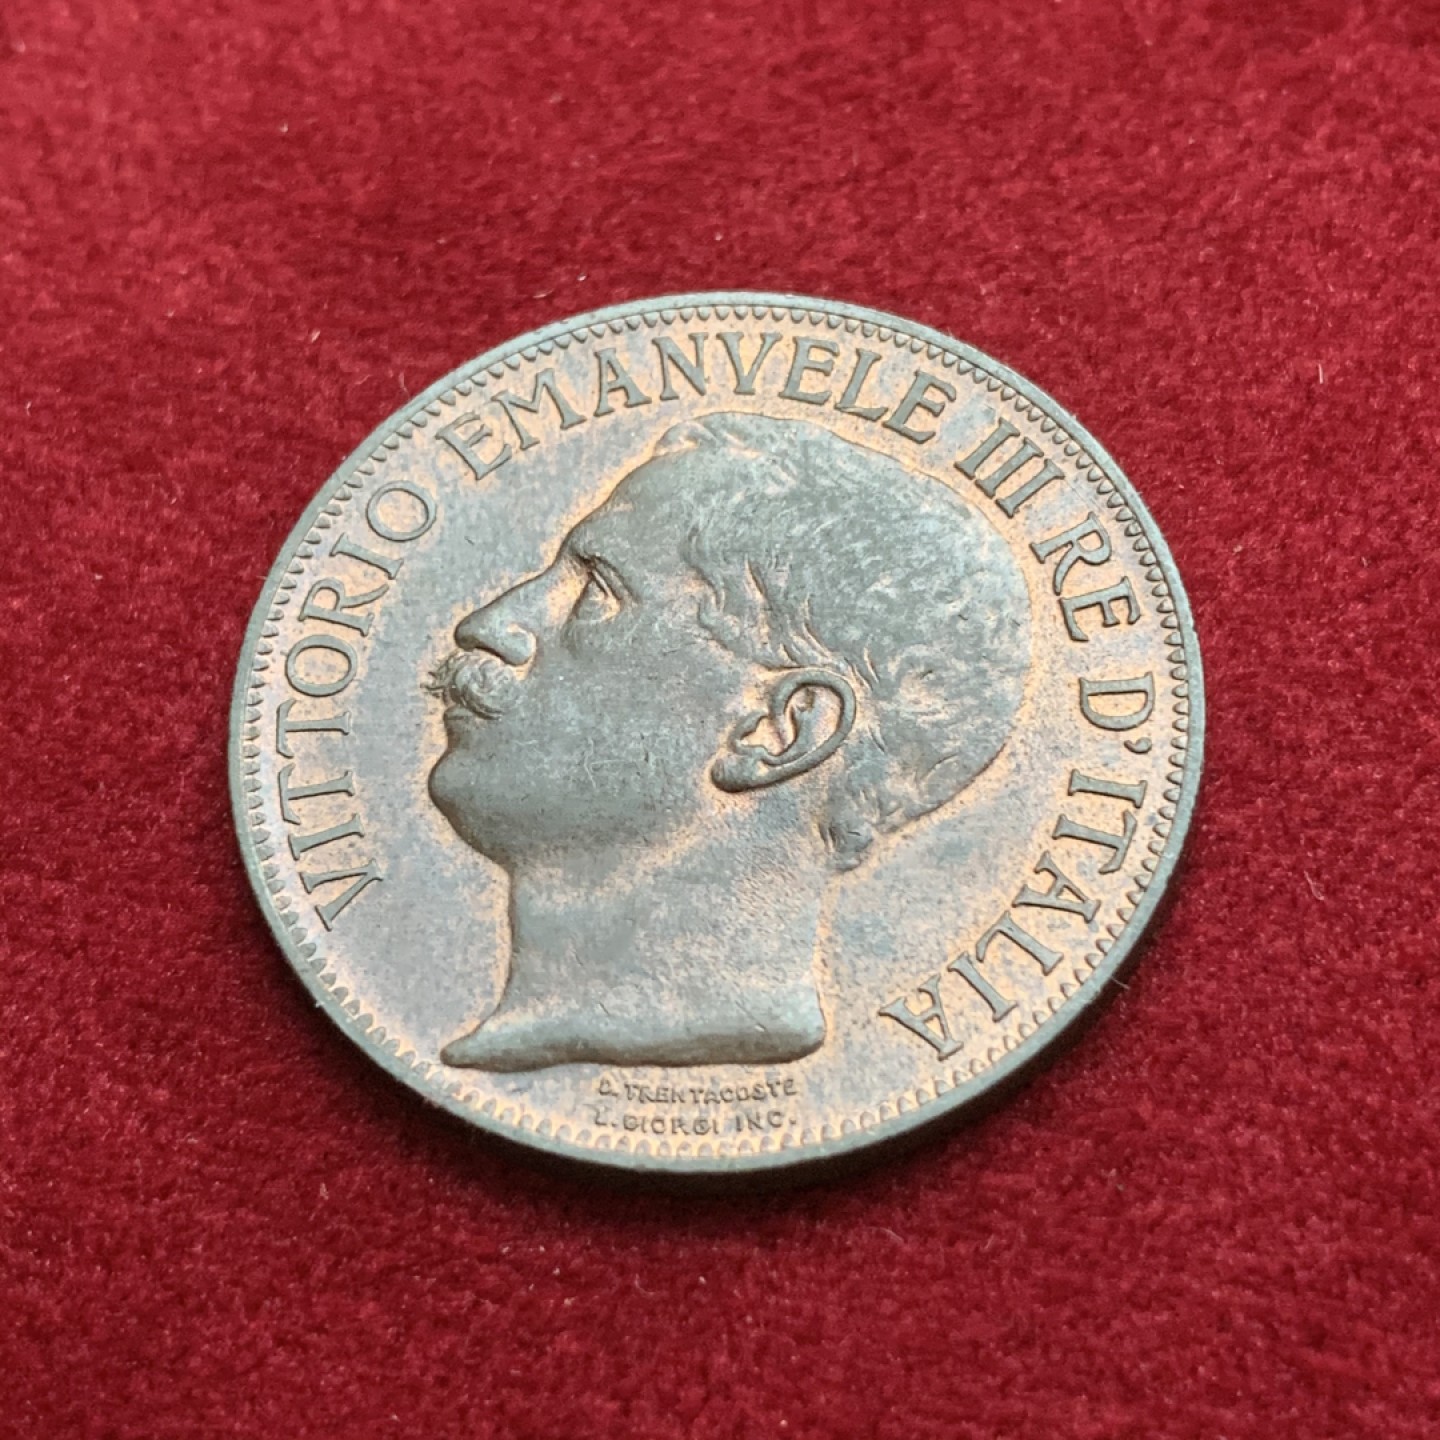 VITTORIO EMANVELE III RE D'ITALIA
D. TRENTACOSTE
L. GIORGI INC.